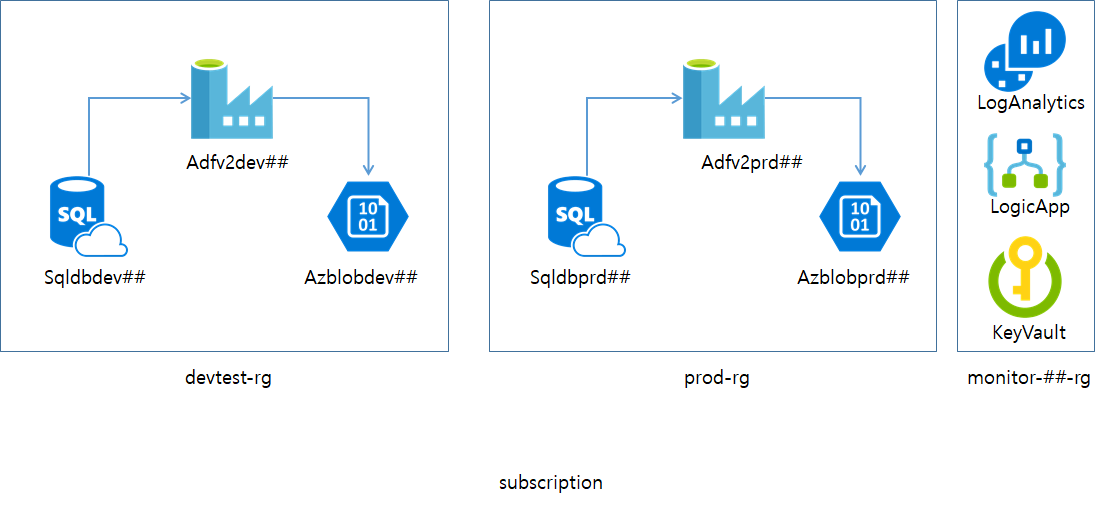 LogAnalytics
Adfv2dev##
Adfv2prd##
LogicApp
SQL
10
01
SQL
10
01
Sqldbdev##
Azblobdev##
Sqldbprd##
Azblobprd##
KeyVault
devtest-rg
prod-rg
monitor-##-rg
subscription